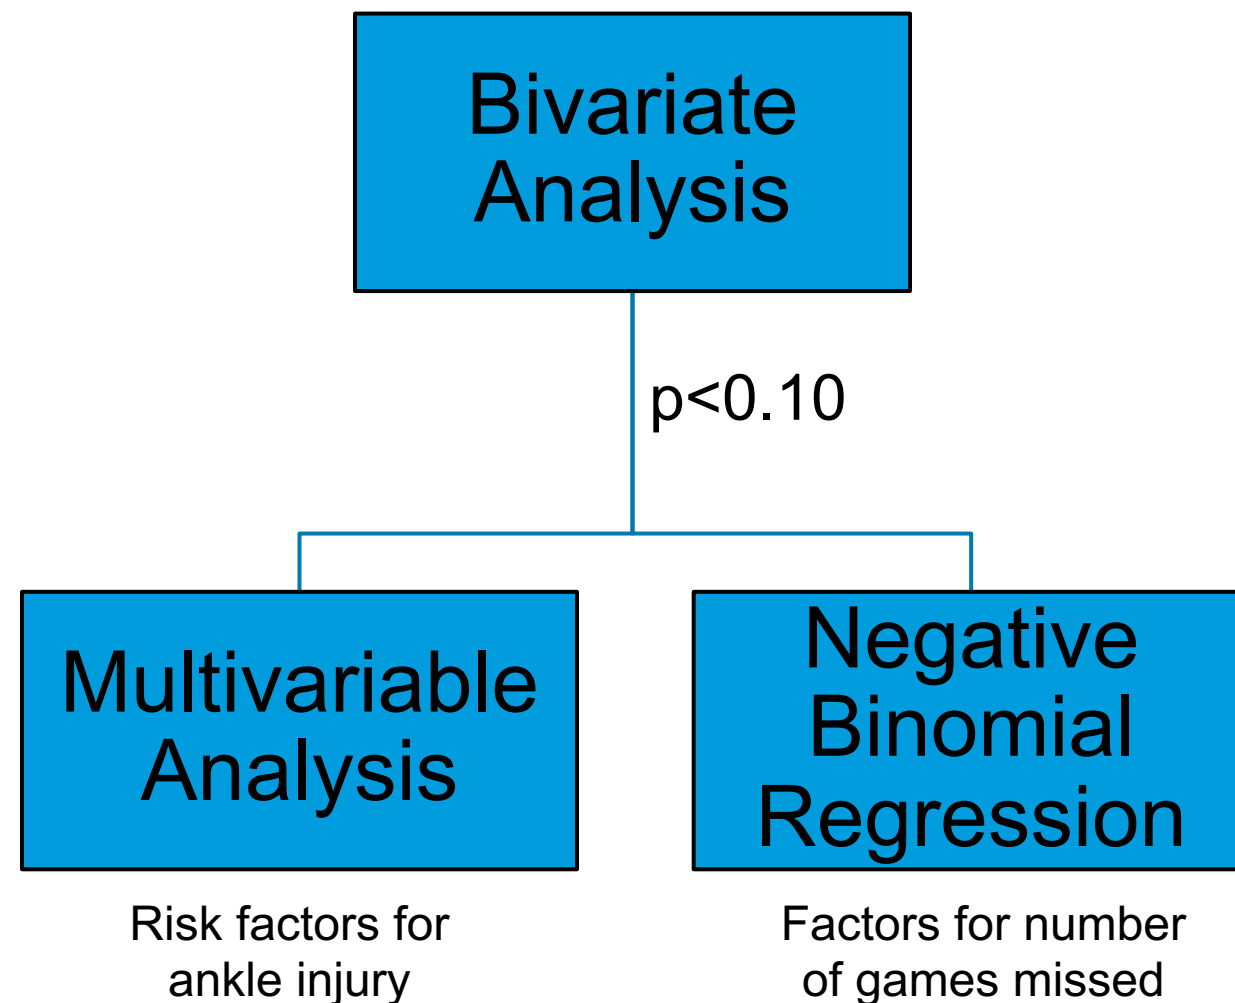 Bivariate
Analysis
p<0.10
Multivariable
Analysis
Negative
Binomial
Regression
Risk factors for
ankle injury
Factors for number
of games missed